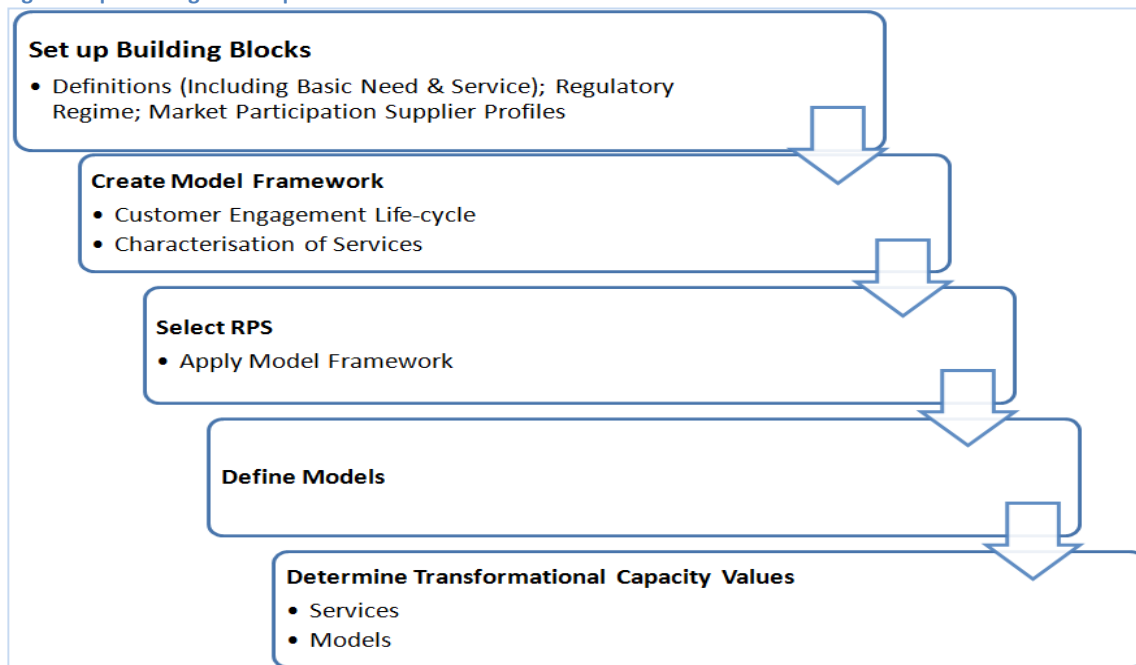 Set up Building Blocks
• Definitions (Including Basic Need & Service); Regulatory
Regime; Market Participation Supplier Profiles
Create Model Framework
• Customer Engagement Life-cycle
• Characterisation of Services
Select RPS
• Apply Model Framework
Define Models
Determine Transformational Capacity Values
• Services
• Models